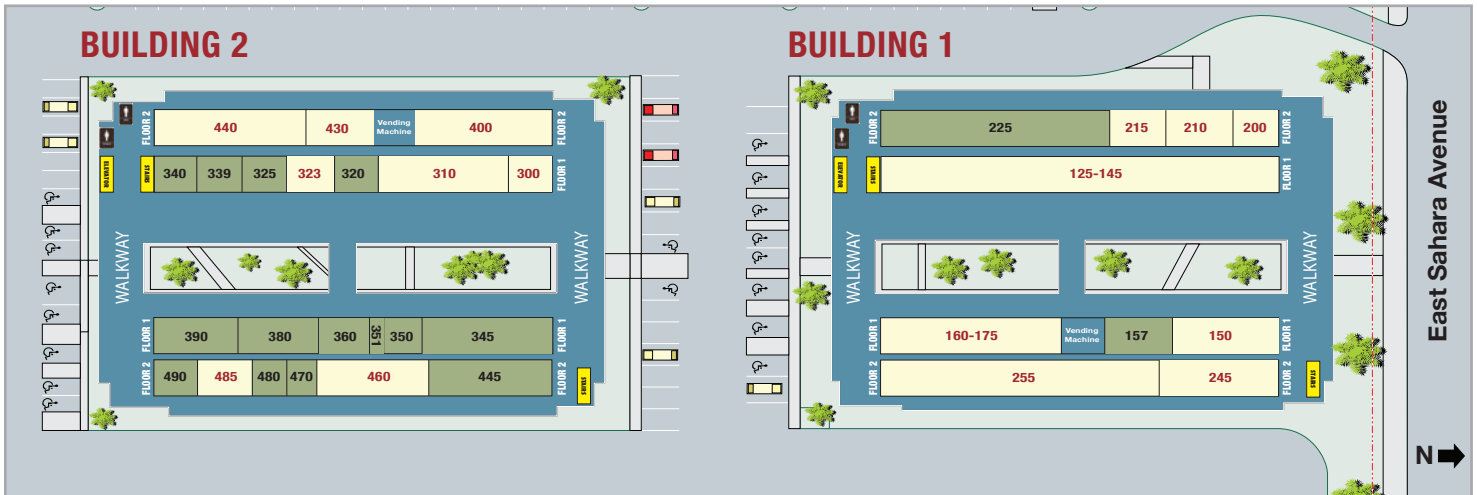 BUILDING 2
FLOOR 2
440
430
Vending
Machine
400
FLOOR 2
ELEVATOR
STAIRS
340
339
325
323
320
310
300
FLOOR 1
WALKWAY
WALKWAY
FLOOR 1
390
380
360
351
350
345
FLOOR 1
FLOOR 2
490
485
480
470
460
445
FLOOR 2
STAIRS
BUILDING 1
FLOOR 2
225
215
210
200
FLOOR 2
ELEVATOR
STAIRS
125-145
FLOOR 1
WALKWAY
WALKWAY
FLOOR 1
160-175
Vending
Machine
157
150
FLOOR 1
FLOOR 2
255
245
FLOOR 2
STAIRS
East Sahara Avenue
N